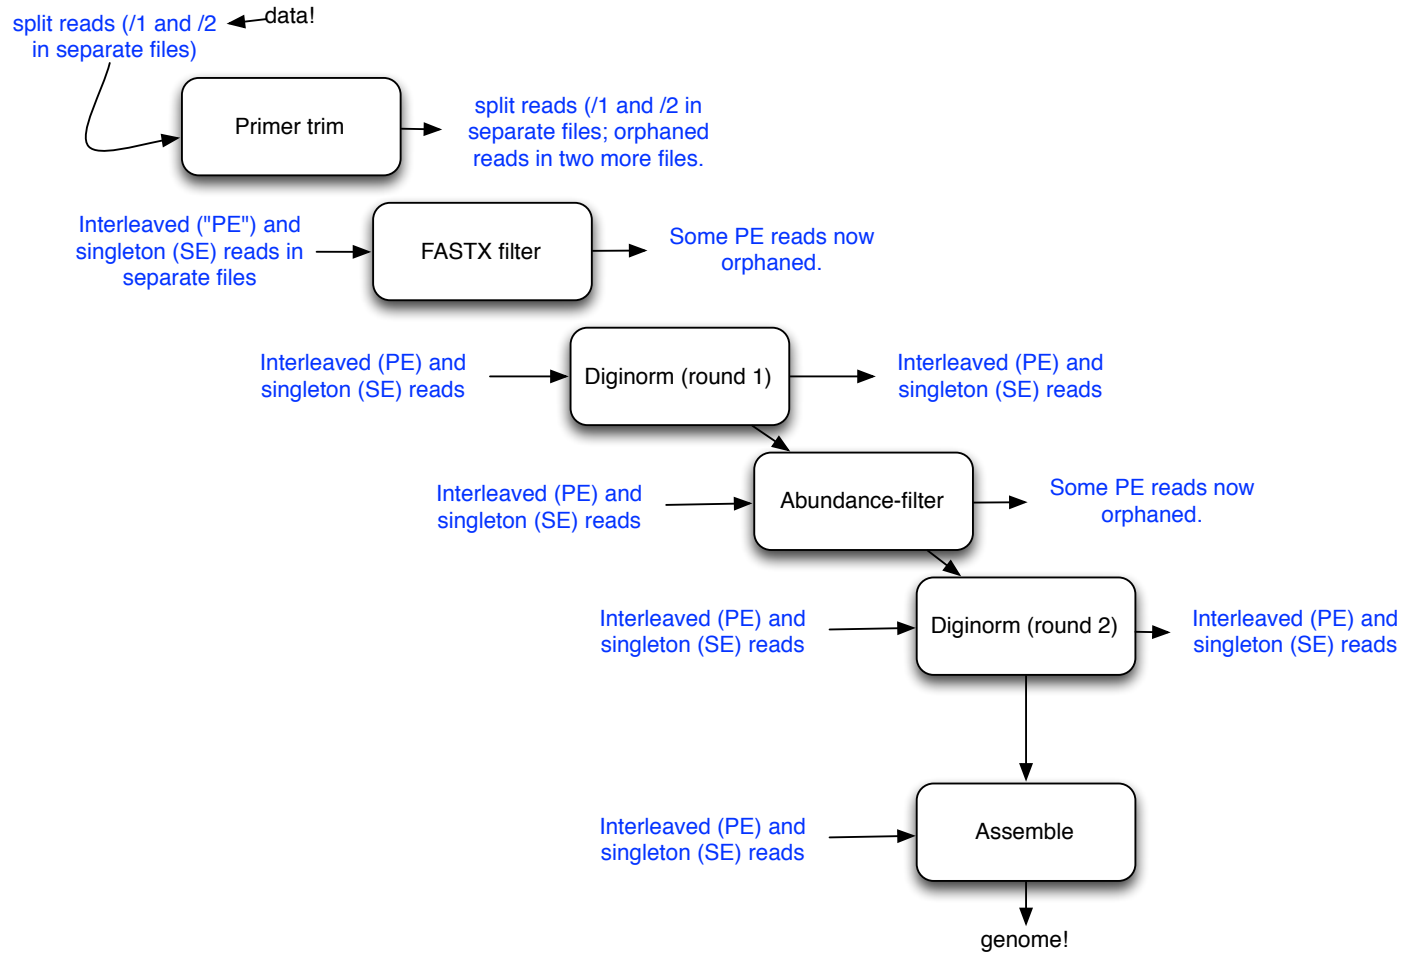 data!
split reads (/1 and /2
in separate files)
Primer trim
split reads (/1 and /2 in
separate files; orphaned
reads in two more files.
Interleaved ("PE") and
singleton (SE) reads in
separate files
FASTX filter
Some PE reads now
orphaned.
Interleaved (PE) and
singleton (SE) reads
Diginorm (round 1)
Interleaved (PE) and
singleton (SE) reads
Interleaved (PE) and
singleton (SE) reads
Abundance-filter
Some PE reads now
orphaned.
Interleaved (PE) and
singleton (SE) reads
Diginorm (round 2)
Interleaved (PE) and
singleton (SE) reads
Interleaved (PE) and
singleton (SE) reads
Assemble
genome!